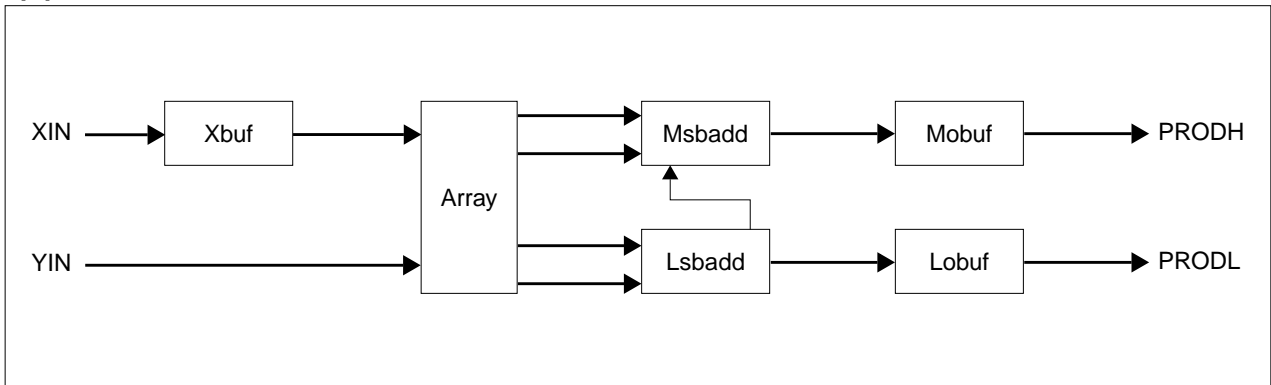 XIN
Xbuf
Array
Msbadd
Mobuf
PRODH
YIN
Lsbadd
Lobuf
PRODL